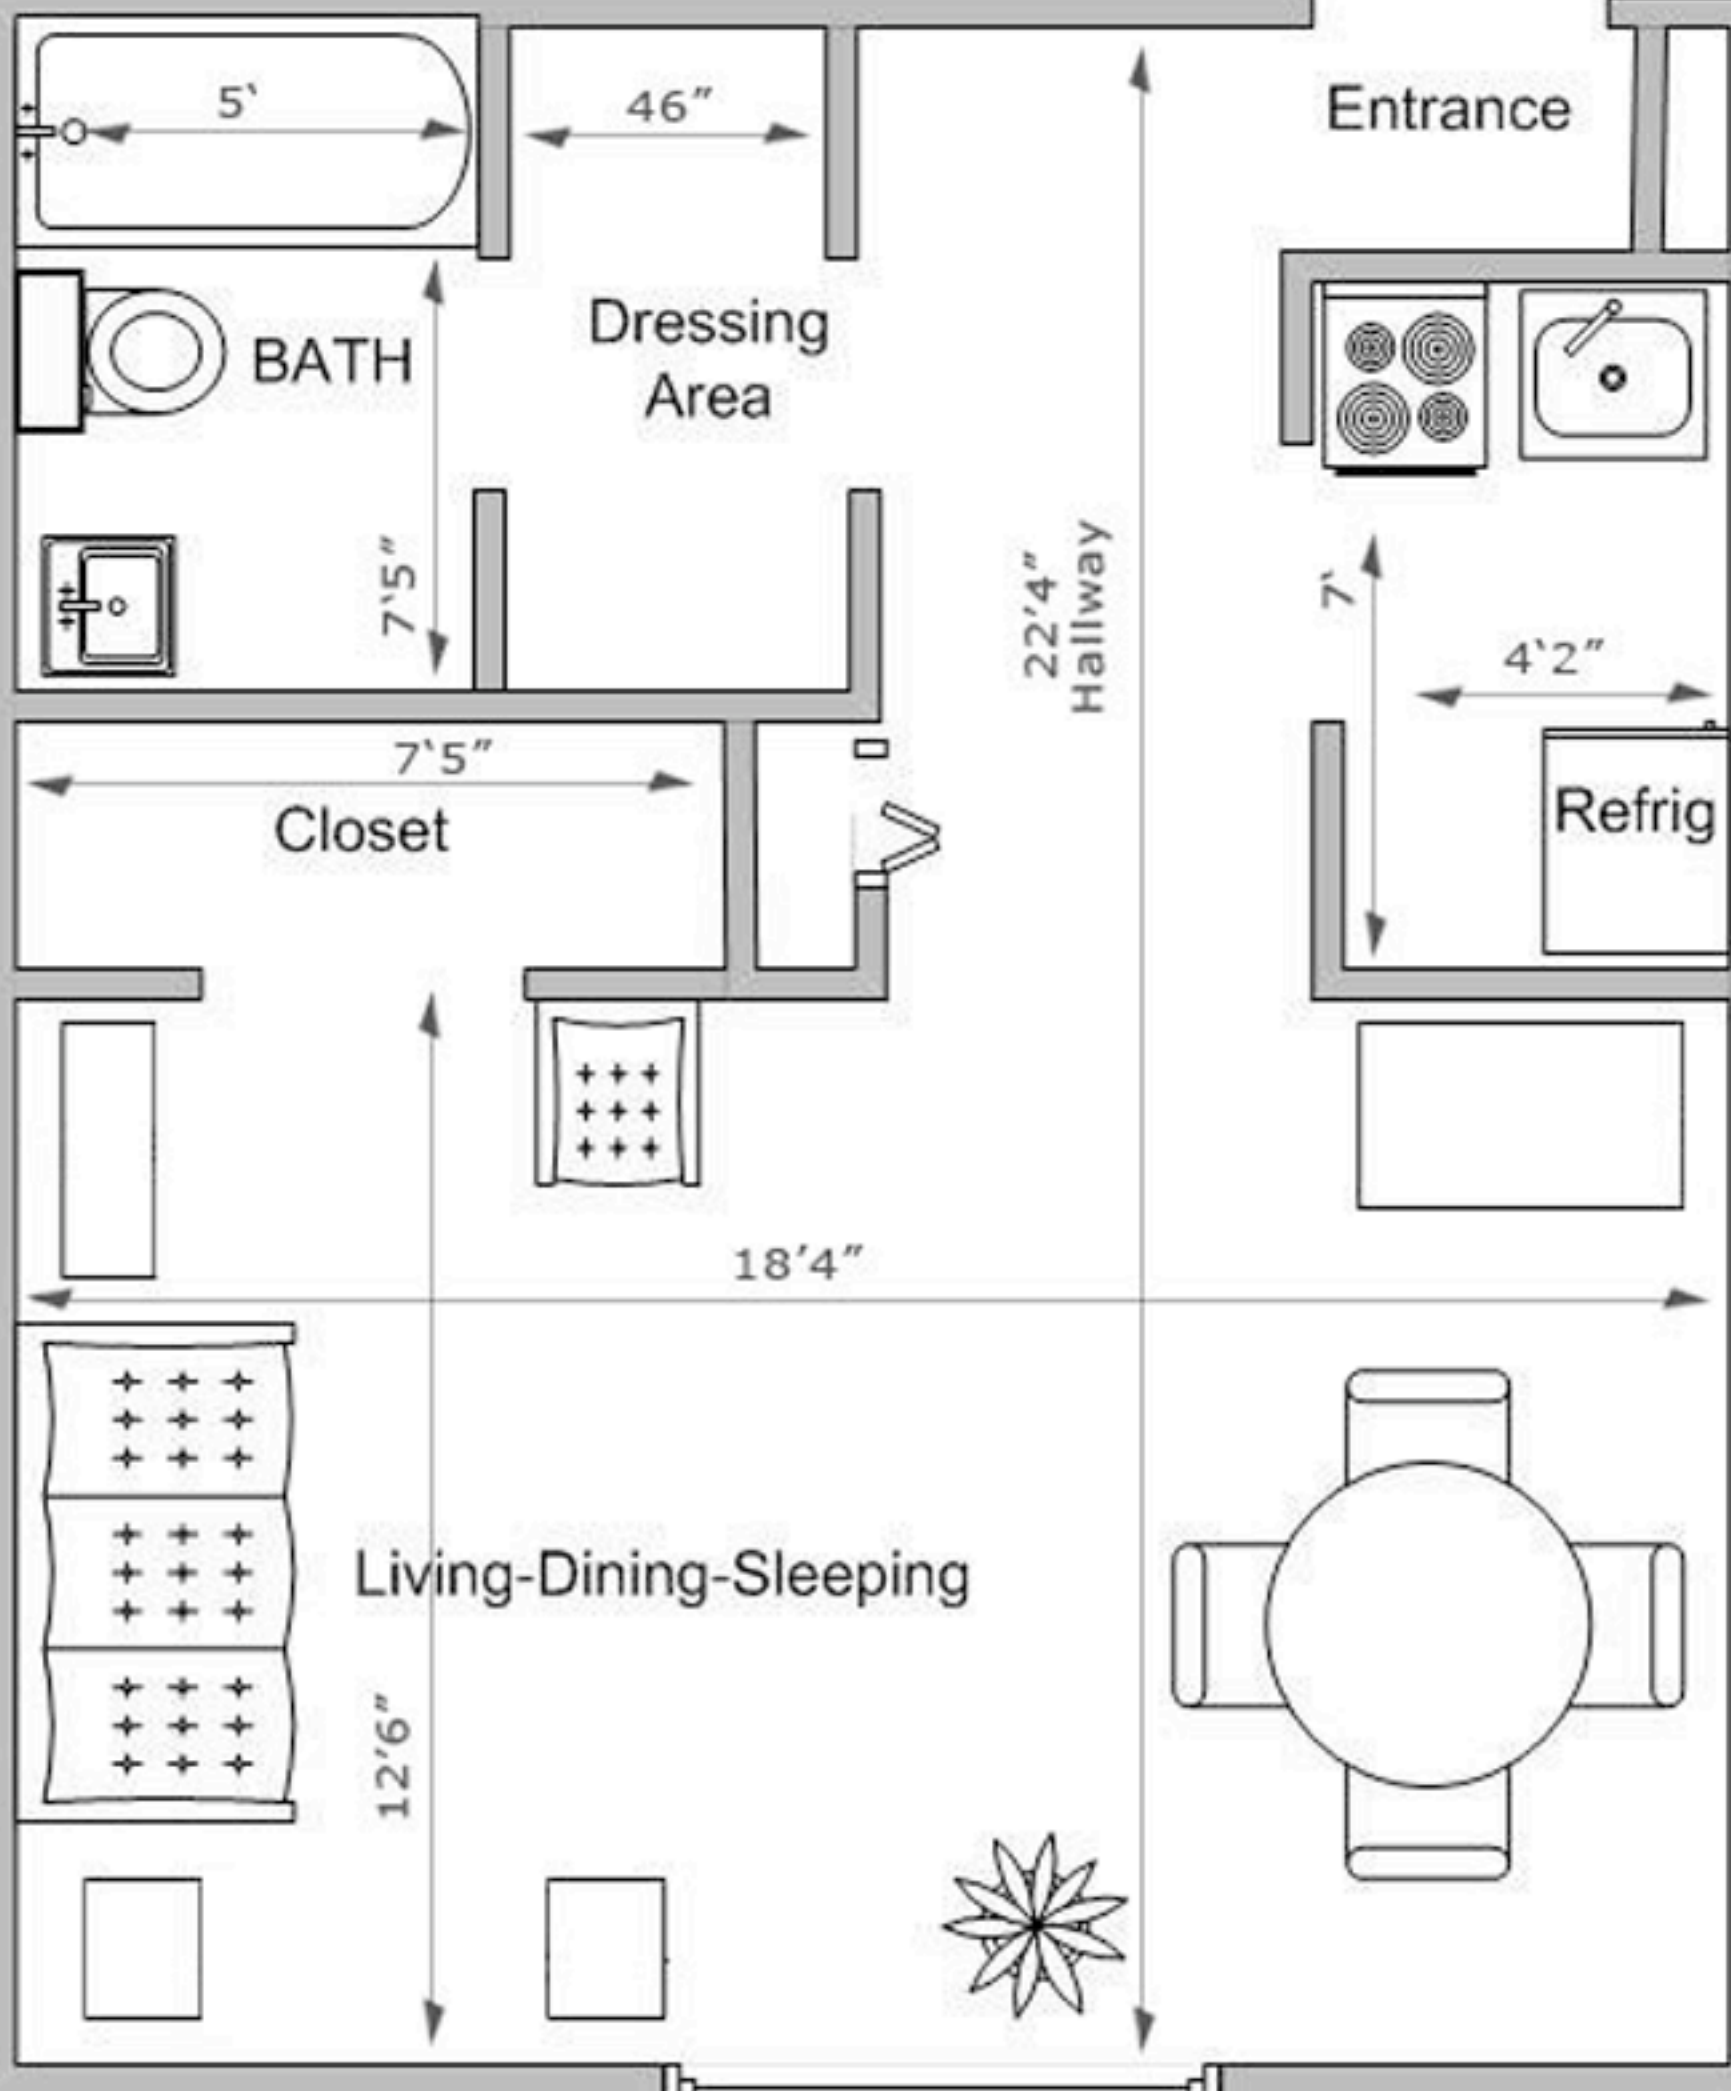 5‵
46”
Entrance
Dressing
Area
BATH
7‵5”
22’4”
Hallway
7‵
4‵2”
7‵5”
Closet
Refrig
18’4”
Living-Dining-Sleeping
12’6”